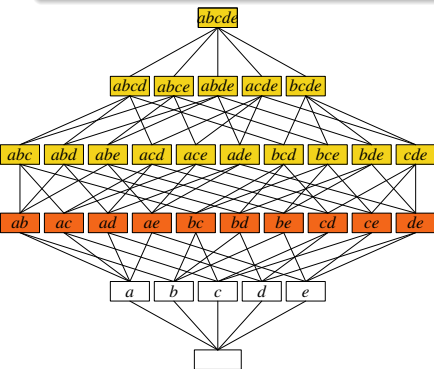 abcde
abcd abce abde acde bcde
abc abd abe acd ace ade bcd bce bde cde
ab ac ad ae bc bd be cd ce de
a b c d e